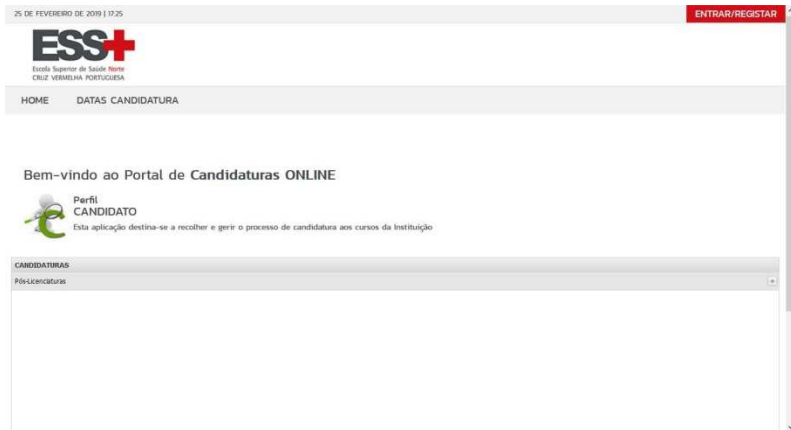 25 DE FEVEREIRO DE 2019 | 17:25
ENTRAR/REGISTAR
ESS+
Escola Superior de Saúde Norte
CRUZ VERMELHA PORTUGUESA
HOME DATAS CANDIDATURA
Bem-vindo ao Portal de Candidaturas ONLINE
Perfil
CANDIDATO
Esta aplicação destina-se a recolher e gerir o processo de candidatura aos cursos da Instituição
CANDIDATURAS
Pós-Licenciaturas